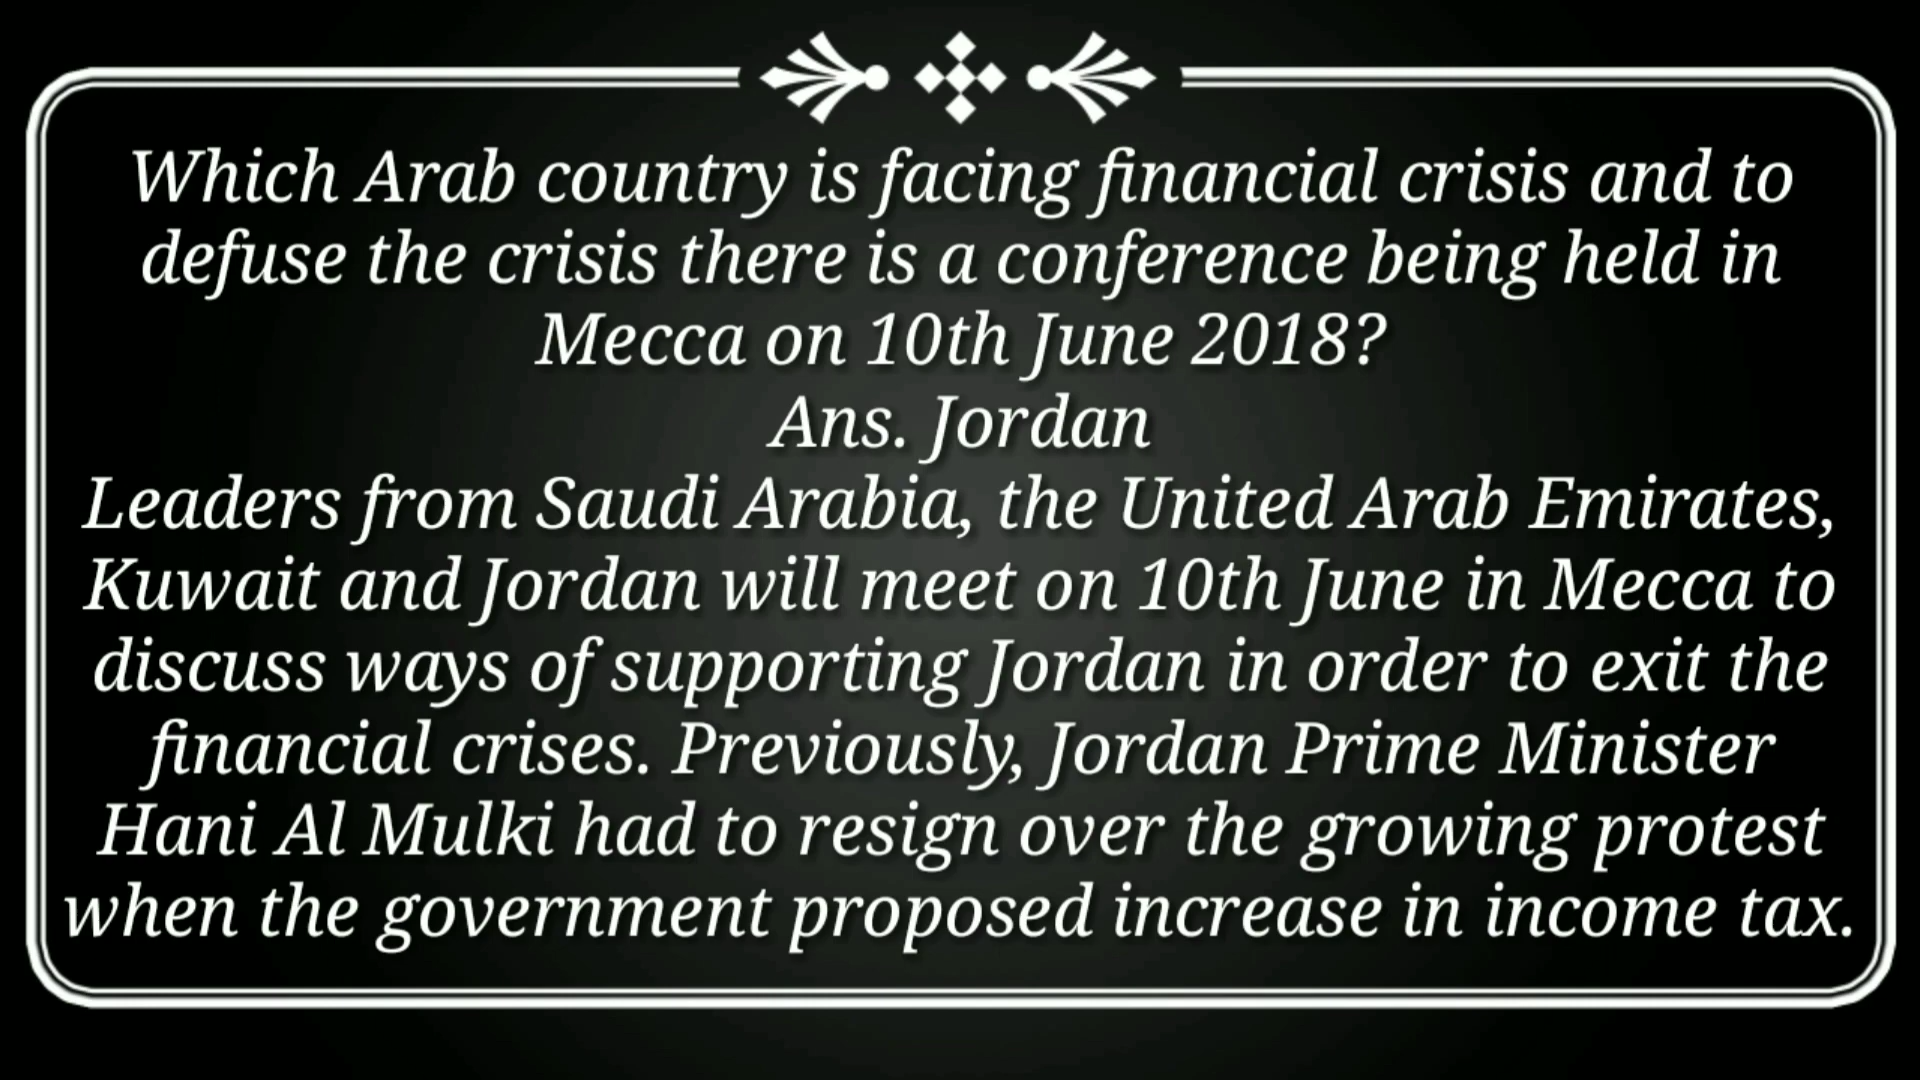 Which Arab country is facing financial crisis and to
defuse the crisis there is a conference being held in
Mecca on 10th June 2018?
Ans. Jordan
Leaders from Saudi Arabia, the United Arab Emirates,
Kuwait and Jordan will meet on 10th June in Mecca to
discuss ways of supporting Jordan in order to exit the
financial crises. Previously, Jordan Prime Minister
Hani Al Mulki had to resign over the growing protest
when the government proposed increase in income tax.